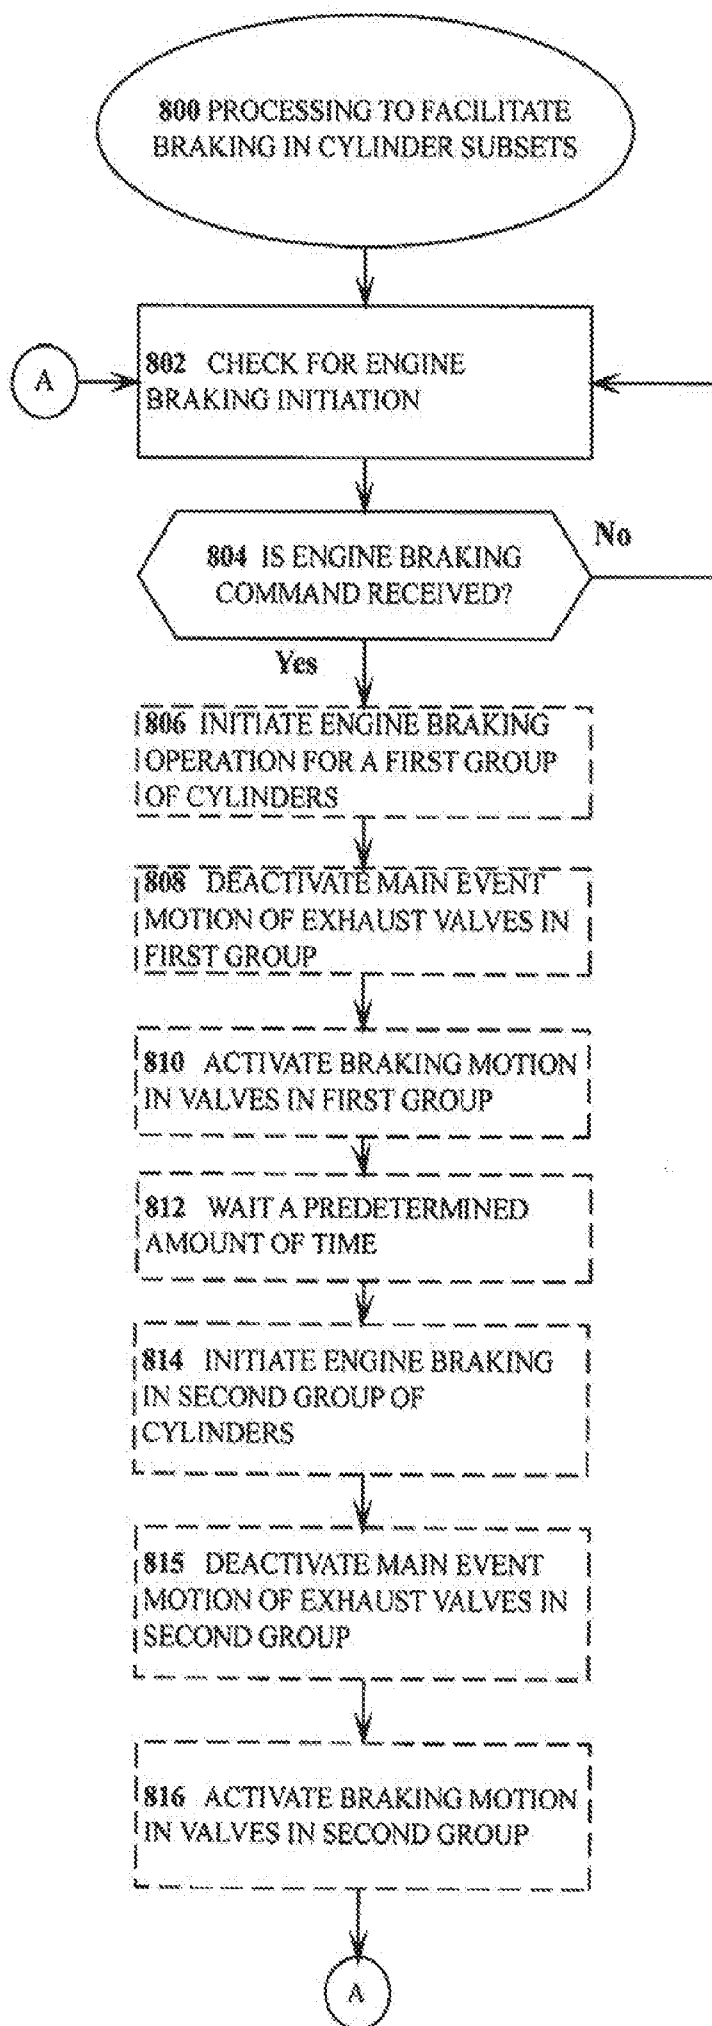 800 PROCESSING TO FACILITATE
BRAKING IN CYLINDER SUBSETS
A
802 CHECK FOR ENGINE
BRAKING INITIATION
No
804 IS ENGINE BRAKING
COMMAND RECEIVED?
Yes
806 INITIATE ENGINE BRAKING
OPERATION FOR A FIRST GROUP
OF CYLINDERS
808 DEACTIVATE MAIN EVENT
MOTION OF EXHAUST VALVES IN
FIRST GROUP
810 ACTIVATE BRAKING MOTION
IN VALVES IN FIRST GROUP
812 WAIT A PREDETERMINED
AMOUNT OF TIME
814 INITIATE ENGINE BRAKING
IN SECOND GROUP OF
CYLINDERS
815 DEACTIVATE MAIN EVENT
MOTION OF EXHAUST VALVES IN
SECOND GROUP
816 ACTIVATE BRAKING MOTION
IN VALVES IN SECOND GROUP
A